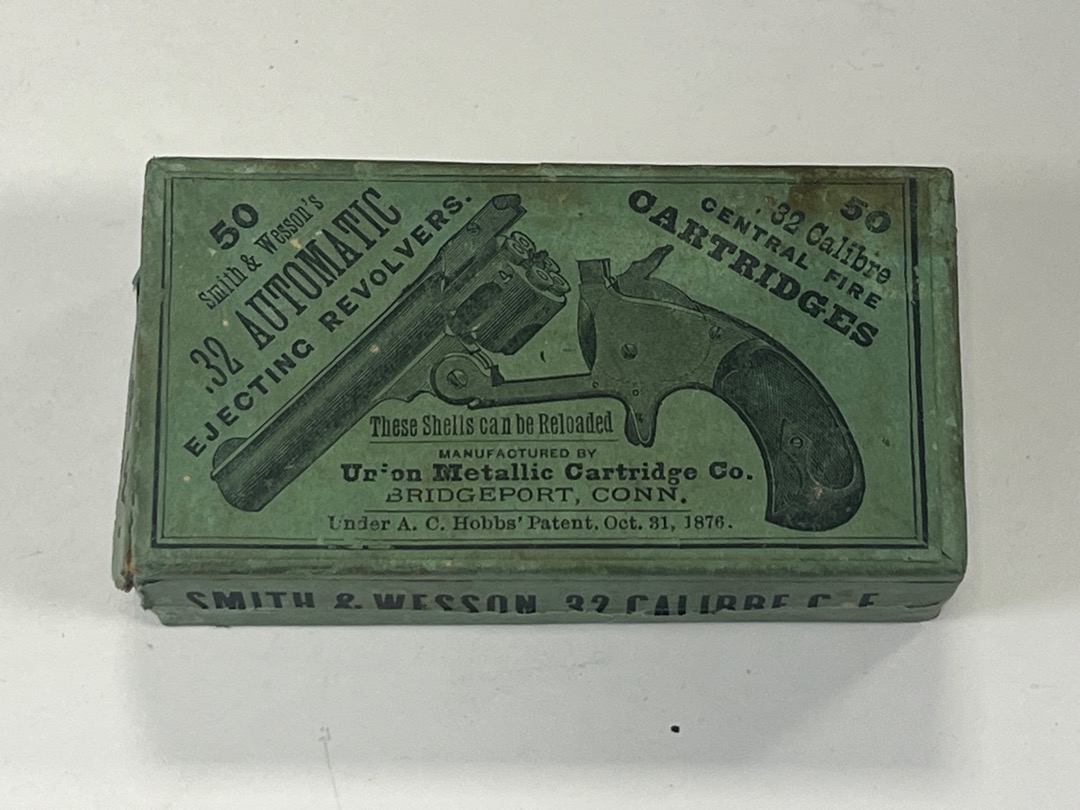 50
Smith & Wesson's
.32 AUTOMATIC
EJECTING REVOLVERS.
50
.32 Calibre
CENTRAL FIRE
CARTRIDGES
These Shells can be Reloaded
MANUFACTURED BY
Union Metallic Cartridge Co.
BRIDGEPORT, CONN.
Under A. C. Hobbs' Patent, Oct. 31, 1876.
SMITH & WESSON, 32 CALIBRE C. F.